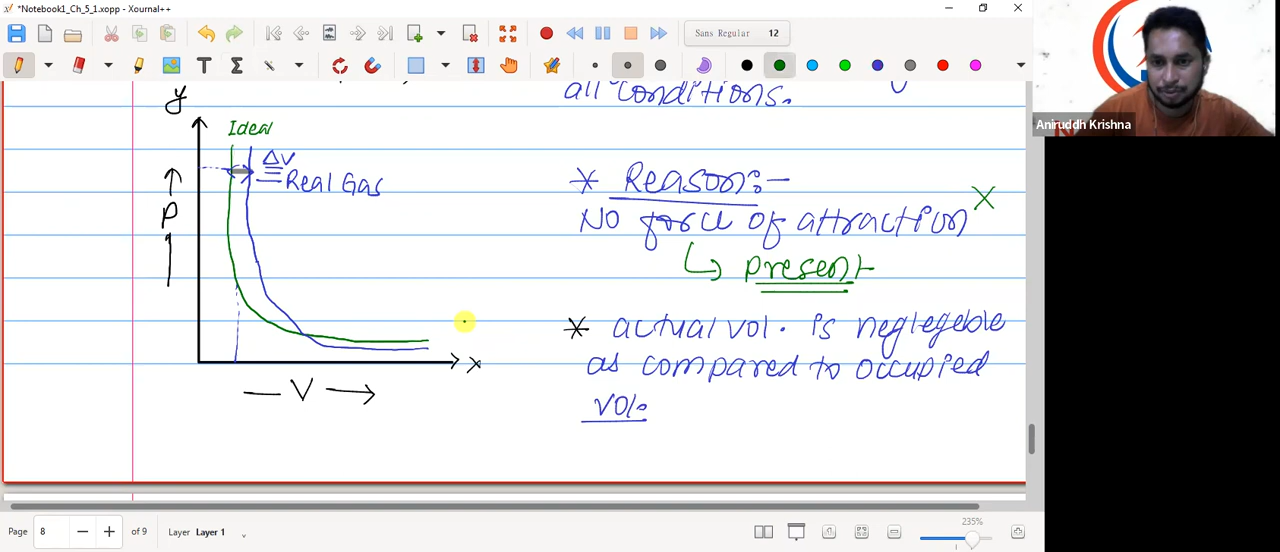 *Notebook1_Ch_5_1.xopp - Xournal++
Sans Regular 12
Aniruddh Krishna
all conditions.
y
Ideal
ΔV
Real Gas
P
V
x
* Reason:-
No force of attraction X
↳ present
* actual vol. is neglegeble
as compared to occupied
vol.
Page 8 of 9 Layer Layer 1
235%